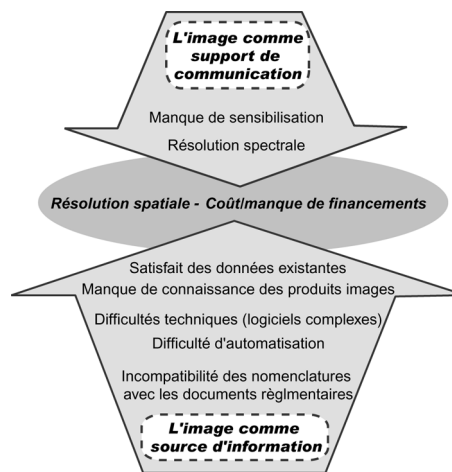 L'image comme
support de
communication
Manque de sensibilisation
Résolution spectrale
Résolution spatiale - Coût/manque de financements
Satisfait des données existantes
Manque de connaissance des produits images
Difficultés techniques (logiciels complexes)
Difficulté d'automatisation
Incompatibilité des nomenclatures
avec les documents règlmentaires
L'image comme
source d'information